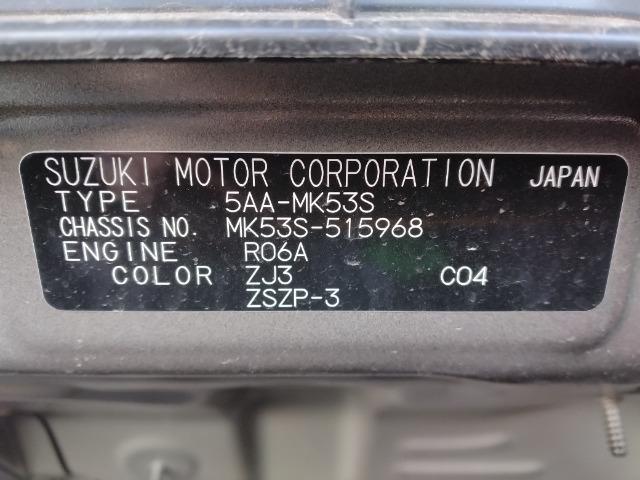 SUZUKI MOTOR CORPORATION JAPAN
TYPE 5AA-MK53S
CHASSIS NO. MK53S-515968
ENGINE R06A
COLOR ZJ3 C04
ZSZP-3